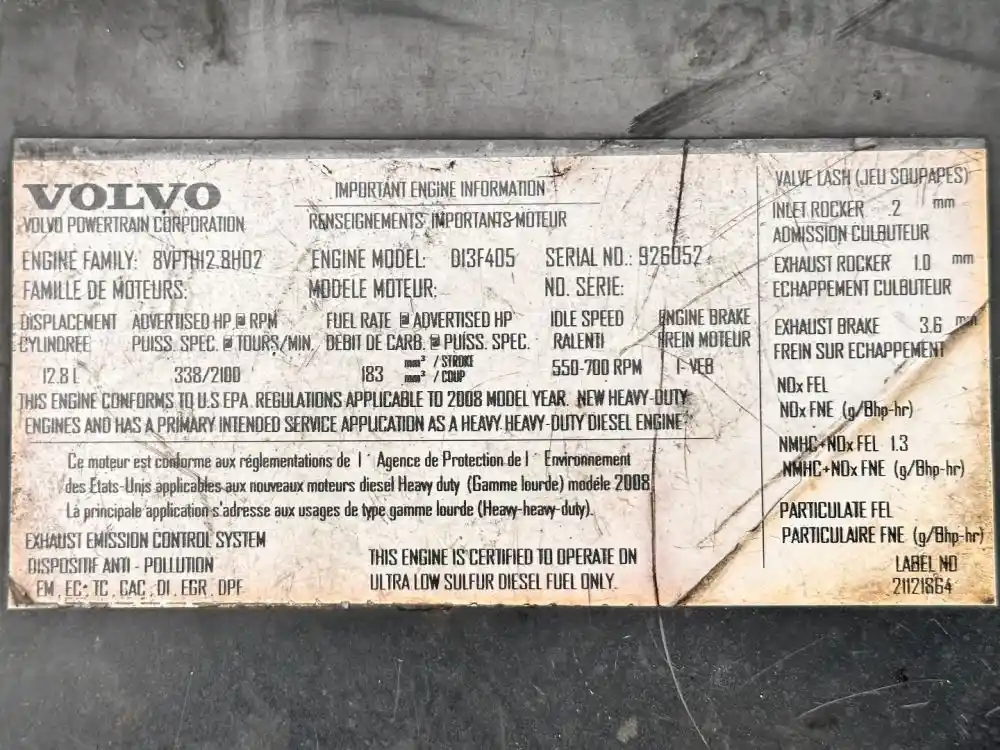 VOLVO
VOLVO POWERTRAIN CORPORATION
IMPORTANT ENGINE INFORMATION
RENSEIGNEMENTS IMPORTANTS MOTEUR
ENGINE FAMILY: 8VPTH12.8H02 ENGINE MODEL: D13F405 SERIAL NO.: 926052
FAMILLE DE MOTEURS: MODELE MOTEUR: NO. SERIE:
DISPLACEMENT ADVERTISED HP @ RPM FUEL RATE @ ADVERTISED HP IDLE SPEED ENGINE BRAKE
CYLINDREE PUISS. SPEC. @ TOURS/MIN. DEBIT DE CARB. @ PUISS. SPEC. RALENTI FREIN MOTEUR
12.8 L 338/2100 183 mm³ / STROKE 550-700 RPM I-VEB
mm³ / COUP
THIS ENGINE CONFORMS TO U.S EPA. REGULATIONS APPLICABLE TO 2008 MODEL YEAR. NEW HEAVY-DUTY
ENGINES AND HAS A PRIMARY INTENDED SERVICE APPLICATION AS A HEAVY HEAVY-DUTY DIESEL ENGINE
Ce moteur est conforme aux réglementations de l ' Agence de Protection de l ' Environnement
des États-Unis applicables aux nouveaux moteurs diesel Heavy duty (Gamme lourde) modéle 2008
La principale application s'adresse aux usages de type gamme lourde (Heavy-heavy-duty).
EXHAUST EMISSION CONTROL SYSTEM
DISPOSITIF ANTI - POLLUTION
EM , EC , TC , CAC , DI , EGR , DPF
THIS ENGINE IS CERTIFIED TO OPERATE ON
ULTRA LOW SULFUR DIESEL FUEL ONLY.
VALVE LASH (JEU SOUPAPES)
INLET ROCKER .2 mm
ADMISSION CULBUTEUR
EXHAUST ROCKER 1.0 mm
ECHAPPEMENT CULBUTEUR
EXHAUST BRAKE 3.6 mm
FREIN SUR ECHAPPEMENT
NOx FEL
NOx FNE (g/Bhp-hr)
NMHC+NOx FEL 1.3
NMHC+NOx FNE (g/Bhp-hr)
PARTICULATE FEL
PARTICULAIRE FNE (g/Bhp-hr)
LABEL NO
21121864